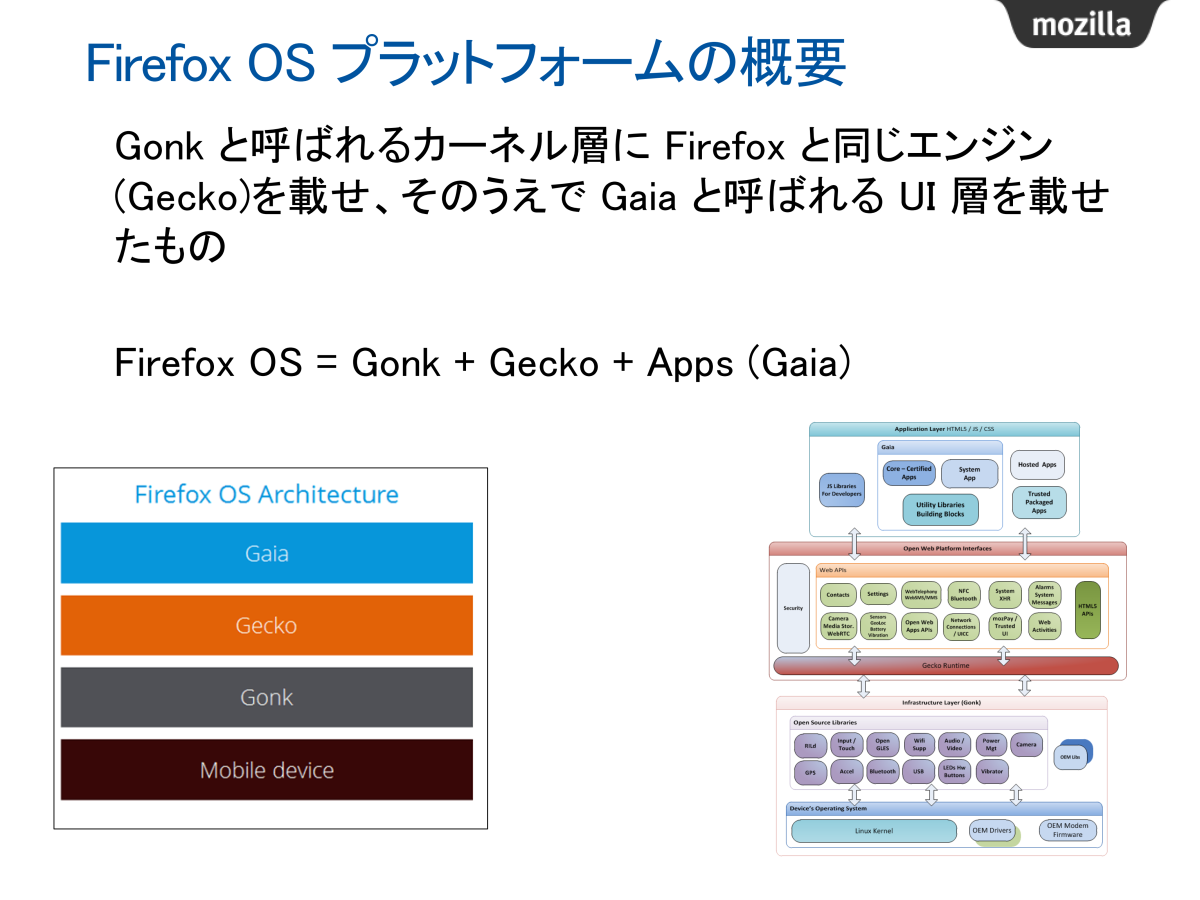 mozilla
Firefox OS プラットフォームの概要
Gonk と呼ばれるカーネル層に Firefox と同じエンジン
(Gecko)を載せ、そのうえで Gaia と呼ばれる UI 層を載せ
たもの
Firefox OS = Gonk + Gecko + Apps (Gaia)
Firefox OS Architecture
Gaia
Gecko
Gonk
Mobile device
Application Layer HTML5 / JS / CSS
Gaia
JS Libraries
For Developers
Core – Certified
Apps
System
App
Utility Libraries
Building Blocks
Hosted Apps
Trusted
Packaged
Apps
Open Web Platform Interfaces
Security
Web APIs
Contacts
Settings
WebTelephony
WebSMS/MMS
NFC
Bluetooth
System
XHR
Alarms
System
Messages
Camera
Media Stor.
WebRTC
Sensors
GeoLoc
Battery
Vibration
Open Web
Apps APIs
Network
Connections
/ UICC
mozPay /
Trusted
UI
Web
Activities
HTML5
APIs
Gecko Runtime
Infrastructure Layer (Gonk)
Open Source Libraries
RILd
Input /
Touch
Open
GLES
Wifi
Supp
Audio /
Video
Power
Mgt
Camera
GPS
Accel
Bluetooth
USB
LEDs Hw
Buttons
Vibrator
OEM Libs
Device's Operating System
Linux Kernel
OEM Drivers
OEM Modem
Firmware